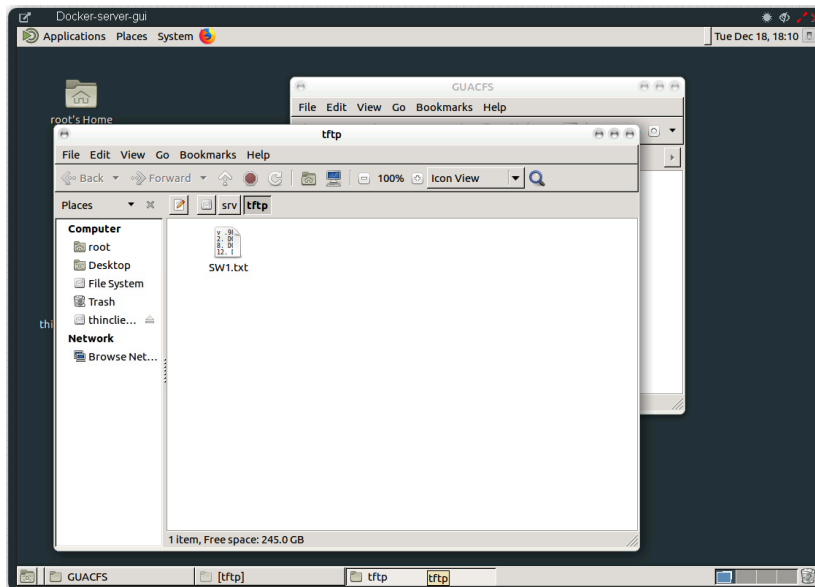 Docker-server-gui
Applications Places System
Tue Dec 18, 18:10
root's Home
GUACFS
File Edit View Go Bookmarks Help
tftp
File Edit View Go Bookmarks Help
Back Forward 100% Icon View
Places srv tftp
Computer
root
Desktop
File System
Trash
thinclie...
Network
Browse Net...
SW1.txt
thi
1 item, Free space: 245.0 GB
GUACFS [tftp] tftp tftp